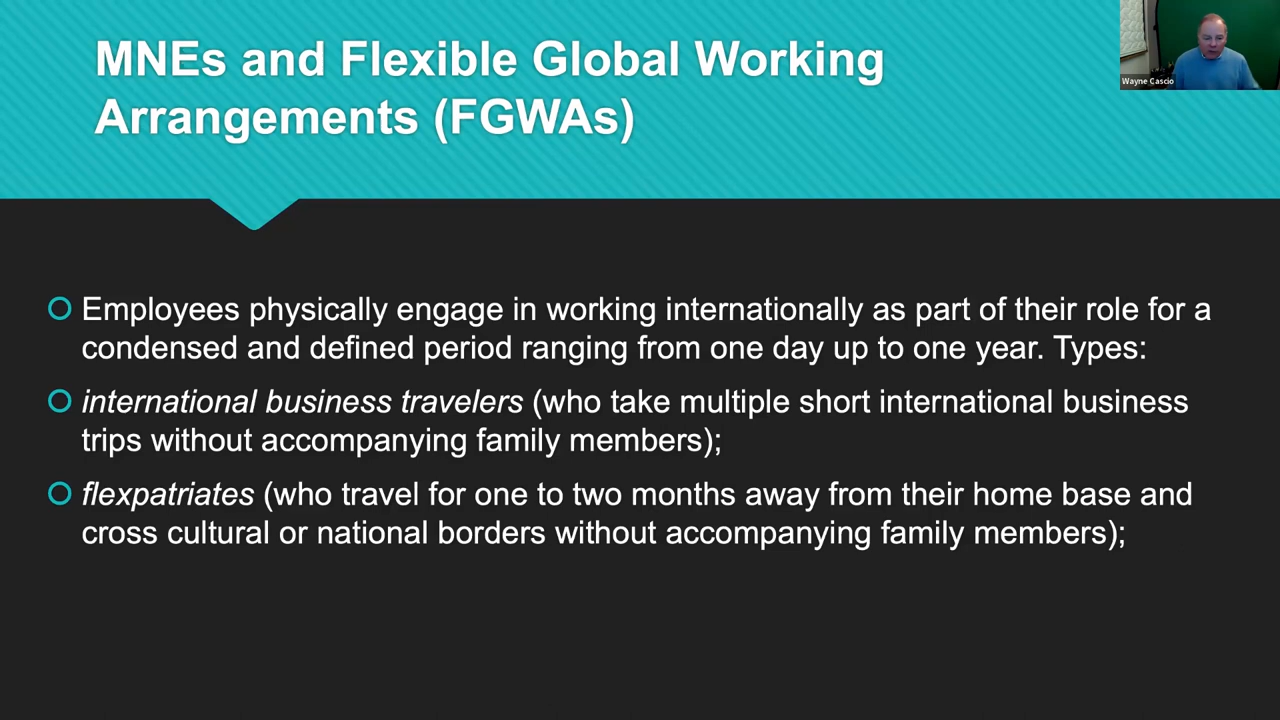 MNEs and Flexible Global Working
Arrangements (FGWAs)
Wayne Cascio
Employees physically engage in working internationally as part of their role for a
condensed and defined period ranging from one day up to one year. Types:
international business travelers (who take multiple short international business
trips without accompanying family members);
flexpatriates (who travel for one to two months away from their home base and
cross cultural or national borders without accompanying family members);